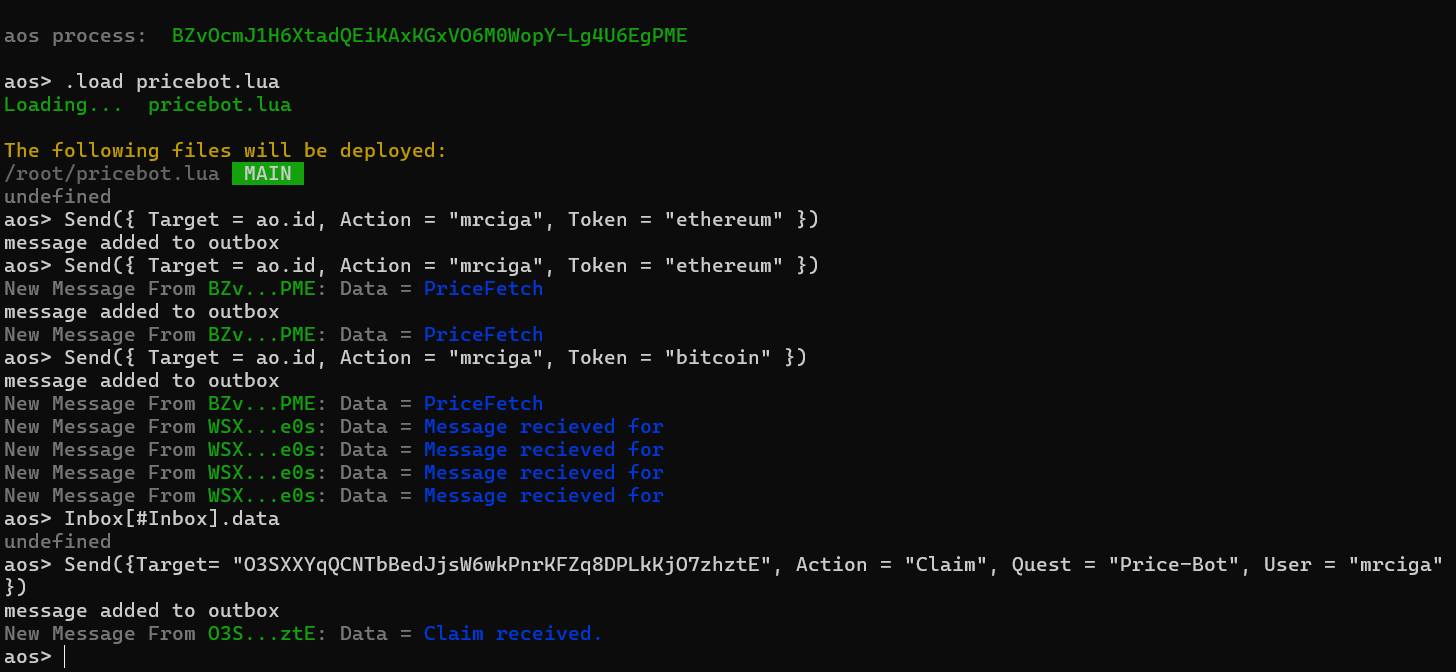 aos process:  BZvOcmJ1H6XtadQEiKAxKGxVO6M0WopY-Lg4U6EgPME
aos> .load pricebot.lua
Loading...  pricebot.lua
The following files will be deployed:
/root/pricebot.lua  MAIN
undefined
aos> Send({ Target = ao.id, Action = "mrciga", Token = "ethereum" })
message added to outbox
aos> Send({ Target = ao.id, Action = "mrciga", Token = "ethereum" })
New Message From BZv...PME: Data = PriceFetch
message added to outbox
New Message From BZv...PME: Data = PriceFetch
aos> Send({ Target = ao.id, Action = "mrciga", Token = "bitcoin" })
message added to outbox
New Message From BZv...PME: Data = PriceFetch
New Message From WSX...e0s: Data = Message recieved for
New Message From WSX...e0s: Data = Message recieved for
New Message From WSX...e0s: Data = Message recieved for
New Message From WSX...e0s: Data = Message recieved for
aos> Inbox[#Inbox].data
undefined
aos> Send({Target= "O3SXXYqQCNTbBedJjsW6wkPnrKFZq8DPLkKjO7zhztE", Action = "Claim", Quest = "Price-Bot", User = "mrciga"
})
message added to outbox
New Message From O3S...ztE: Data = Claim received.
aos>